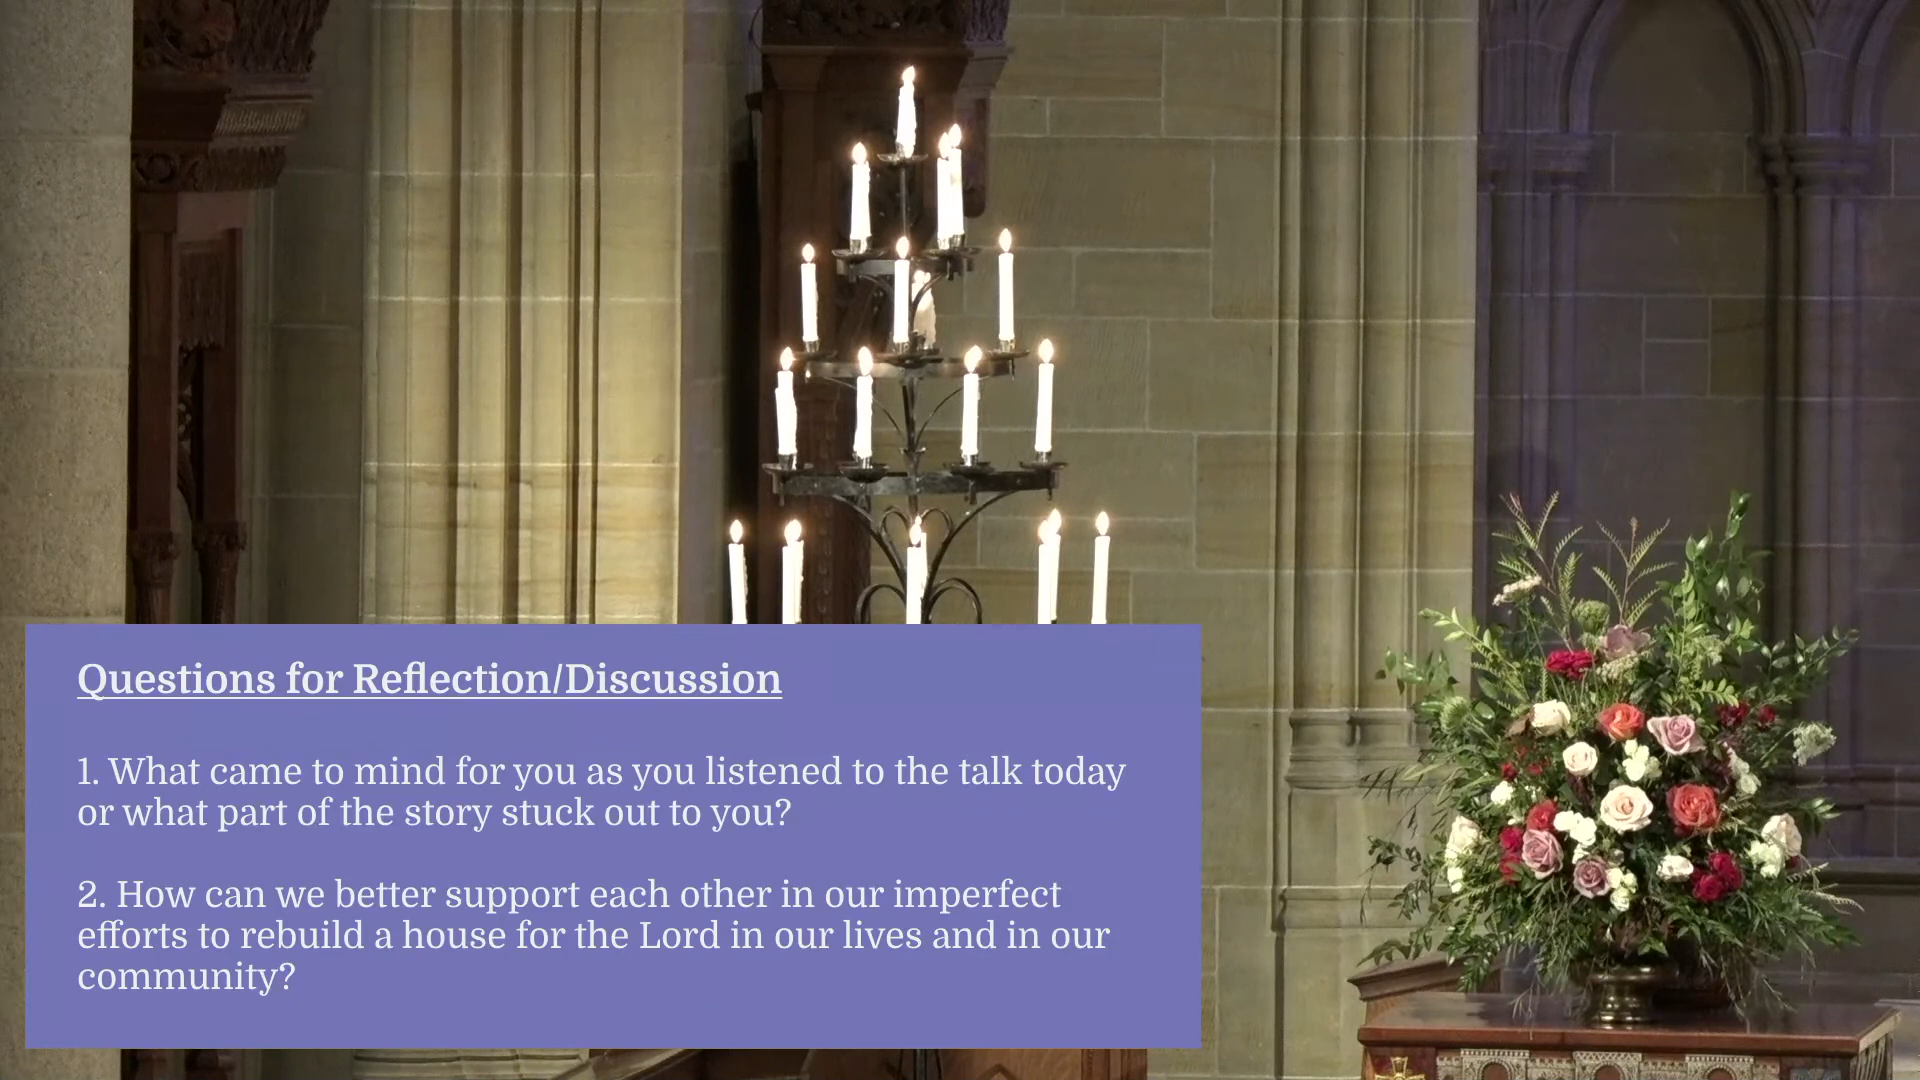 Questions for Reflection/Discussion
1. What came to mind for you as you listened to the talk today
or what part of the story stuck out to you?
2. How can we better support each other in our imperfect
efforts to rebuild a house for the Lord in our lives and in our
community?